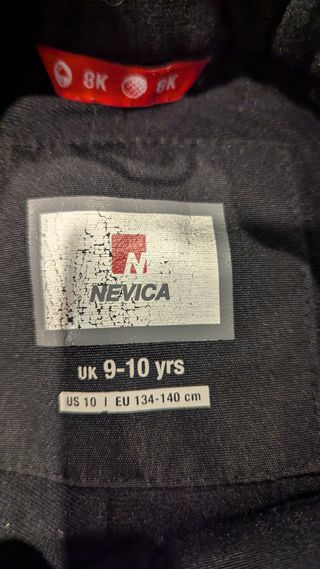 8K 8K
N
NEVICA
UK 9-10 yrs
US 10 | EU 134-140 cm